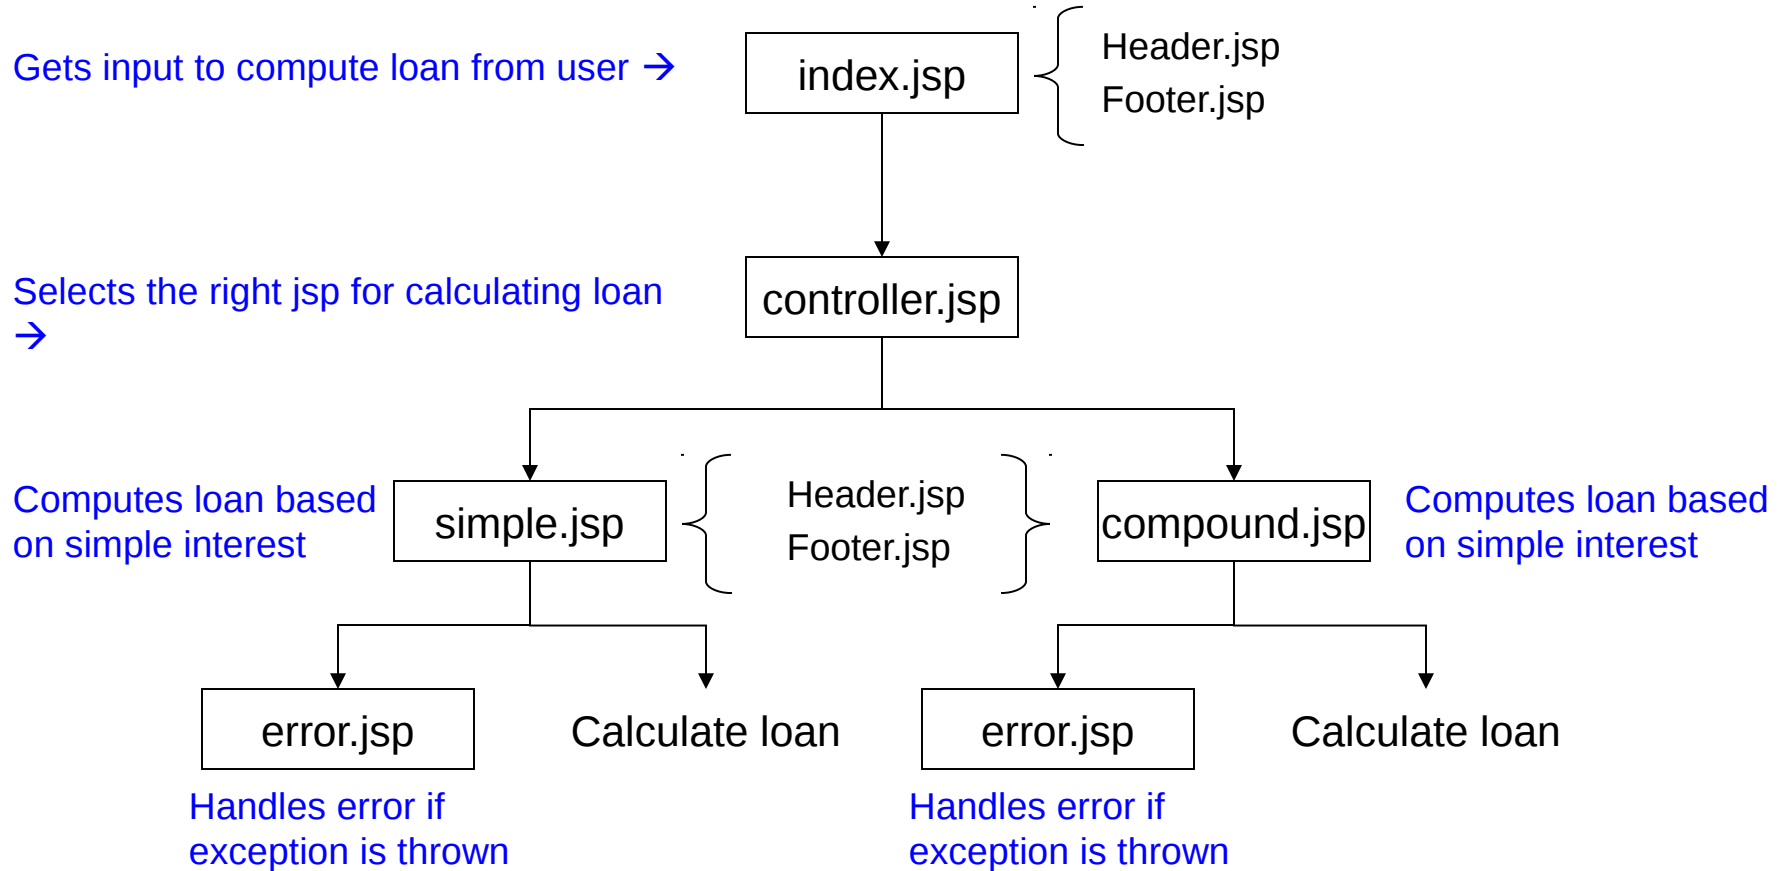 Gets input to compute loan from user →
index.jsp
Header.jsp
Footer.jsp
Selects the right jsp for calculating loan
→
controller.jsp
Computes loan based
on simple interest
simple.jsp
Header.jsp
Footer.jsp
compound.jsp
Computes loan based
on simple interest
error.jsp
Calculate loan
error.jsp
Calculate loan
Handles error if
exception is thrown
Handles error if
exception is thrown